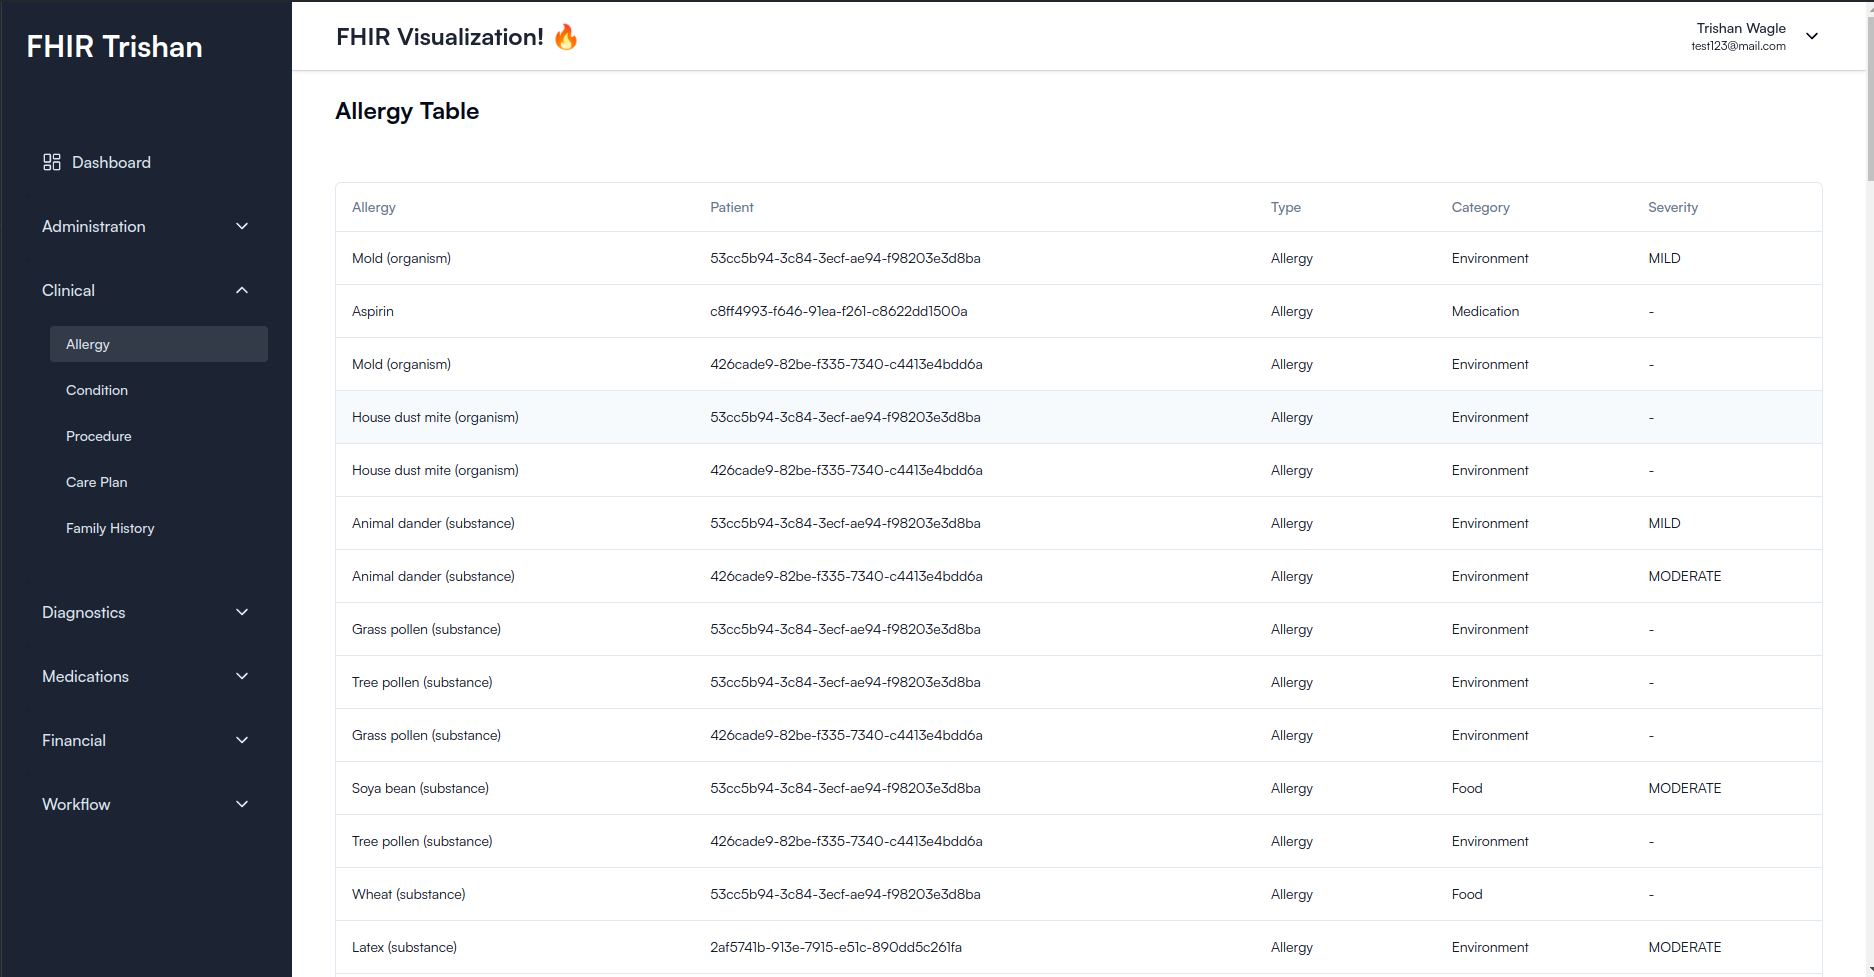 FHIR Trishan
Dashboard
Administration
Clinical
Allergy
Condition
Procedure
Care Plan
Family History
Diagnostics
Medications
Financial
Workflow
FHIR Visualization! 🔥
Trishan Wagle
test123@mail.com
Allergy Table
Allergy Patient Type Category Severity
Mold (organism) 53cc5b94-3c84-3ecf-ae94-f98203e3d8ba Allergy Environment MILD
Aspirin c8ff4993-f646-91ea-f261-c8622dd1500a Allergy Medication -
Mold (organism) 426cade9-82be-f335-7340-c4413e4bdd6a Allergy Environment -
House dust mite (organism) 53cc5b94-3c84-3ecf-ae94-f98203e3d8ba Allergy Environment -
House dust mite (organism) 426cade9-82be-f335-7340-c4413e4bdd6a Allergy Environment -
Animal dander (substance) 53cc5b94-3c84-3ecf-ae94-f98203e3d8ba Allergy Environment MILD
Animal dander (substance) 426cade9-82be-f335-7340-c4413e4bdd6a Allergy Environment MODERATE
Grass pollen (substance) 53cc5b94-3c84-3ecf-ae94-f98203e3d8ba Allergy Environment -
Tree pollen (substance) 53cc5b94-3c84-3ecf-ae94-f98203e3d8ba Allergy Environment -
Grass pollen (substance) 426cade9-82be-f335-7340-c4413e4bdd6a Allergy Environment -
Soya bean (substance) 53cc5b94-3c84-3ecf-ae94-f98203e3d8ba Allergy Food MODERATE
Tree pollen (substance) 426cade9-82be-f335-7340-c4413e4bdd6a Allergy Environment -
Wheat (substance) 53cc5b94-3c84-3ecf-ae94-f98203e3d8ba Allergy Food -
Latex (substance) 2af5741b-913e-7915-e51c-890dd5c261fa Allergy Environment MODERATE